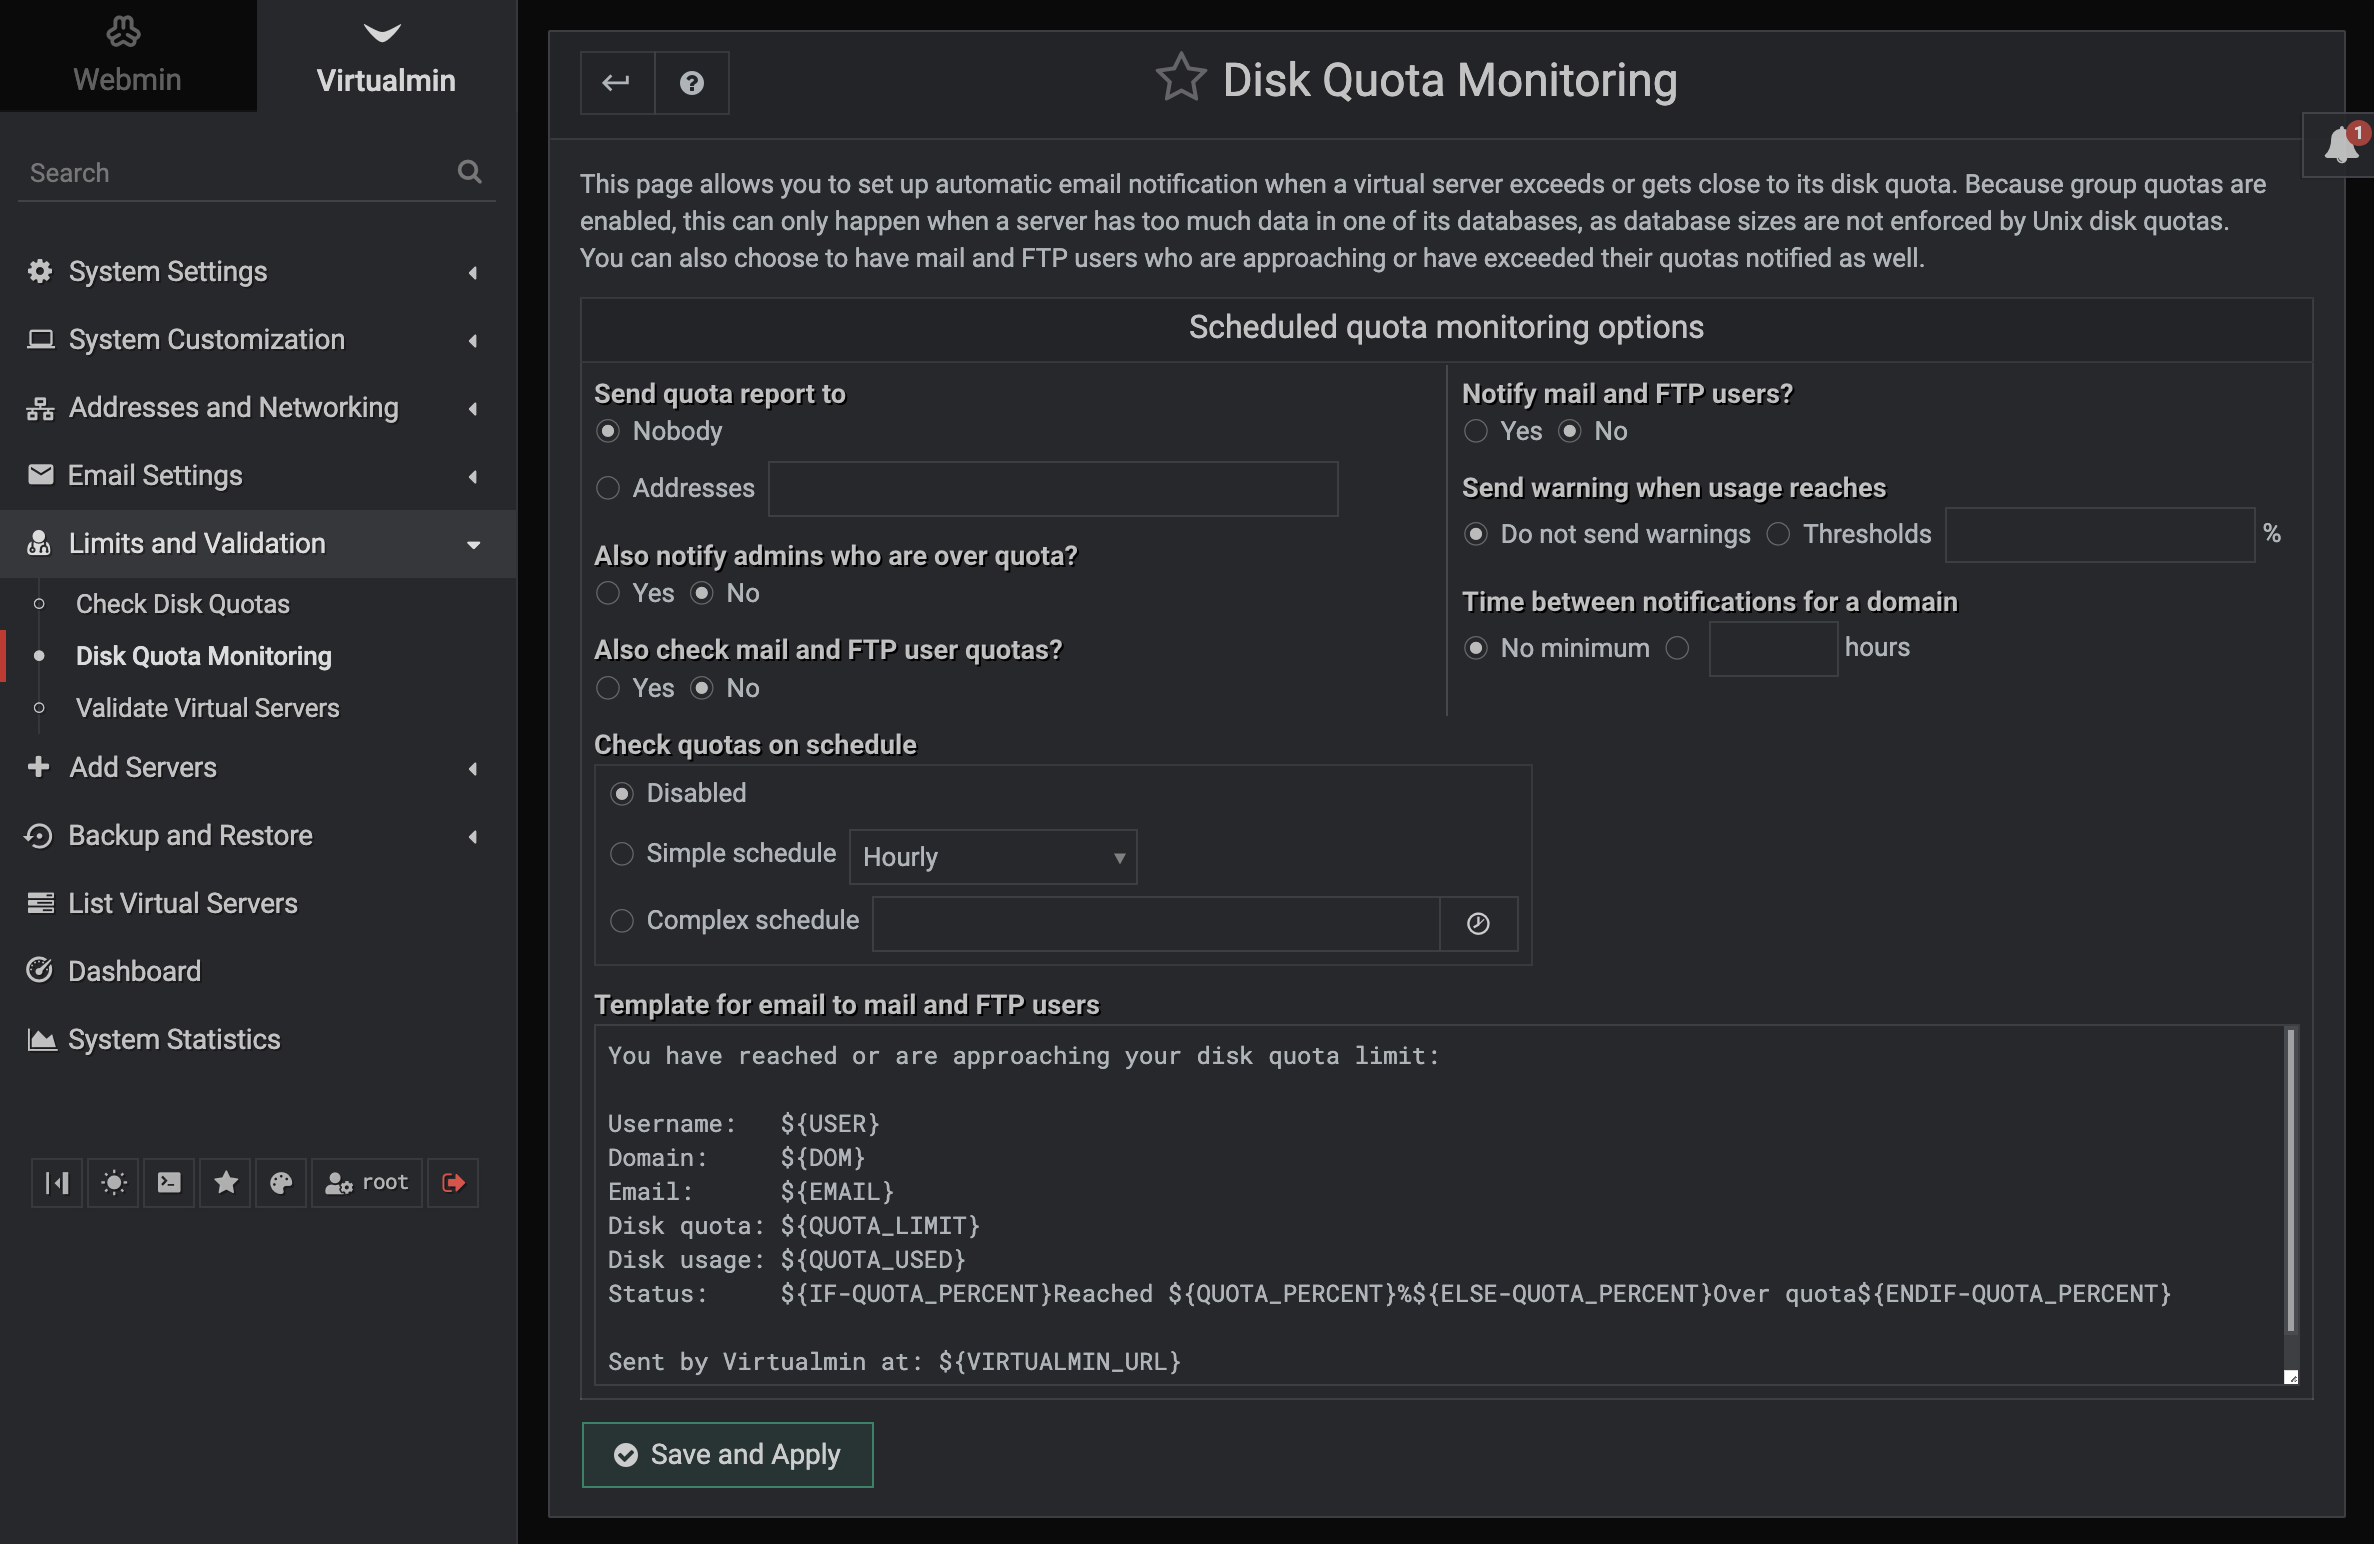 Webmin
Virtualmin
Search
System Settings
System Customization
Addresses and Networking
Email Settings
Limits and Validation
Check Disk Quotas
Disk Quota Monitoring
Validate Virtual Servers
Add Servers
Backup and Restore
List Virtual Servers
Dashboard
System Statistics
root
Disk Quota Monitoring
1
This page allows you to set up automatic email notification when a virtual server exceeds or gets close to its disk quota. Because group quotas are
enabled, this can only happen when a server has too much data in one of its databases, as database sizes are not enforced by Unix disk quotas.
You can also choose to have mail and FTP users who are approaching or have exceeded their quotas notified as well.
Scheduled quota monitoring options
Send quota report to
Nobody
Addresses
Also notify admins who are over quota?
Yes No
Also check mail and FTP user quotas?
Yes No
Notify mail and FTP users?
Yes No
Send warning when usage reaches
Do not send warnings Thresholds %
Time between notifications for a domain
No minimum hours
Check quotas on schedule
Disabled
Simple schedule Hourly
Complex schedule
Template for email to mail and FTP users
You have reached or are approaching your disk quota limit:
Username: ${USER}
Domain: ${DOM}
Email: ${EMAIL}
Disk quota: ${QUOTA_LIMIT}
Disk usage: ${QUOTA_USED}
Status: ${IF-QUOTA_PERCENT}Reached ${QUOTA_PERCENT}%${ELSE-QUOTA_PERCENT}Over quota${ENDIF-QUOTA_PERCENT}
Sent by Virtualmin at: ${VIRTUALMIN_URL}
Save and Apply